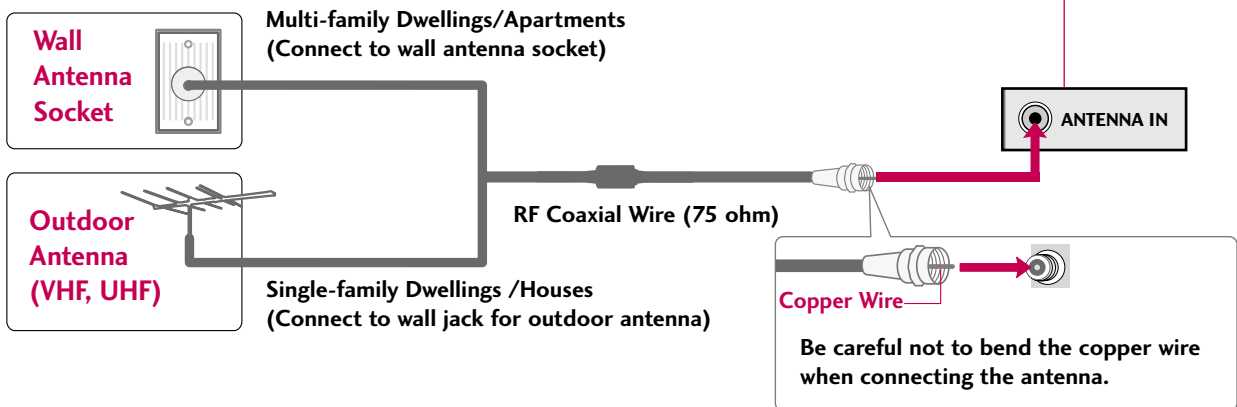 Wall
Antenna
Socket
Multi-family Dwellings/Apartments
(Connect to wall antenna socket)
ANTENNA IN
Outdoor
Antenna
(VHF, UHF)
RF Coaxial Wire (75 ohm)
Single-family Dwellings /Houses
(Connect to wall jack for outdoor antenna)
Copper Wire
Be careful not to bend the copper wire
when connecting the antenna.